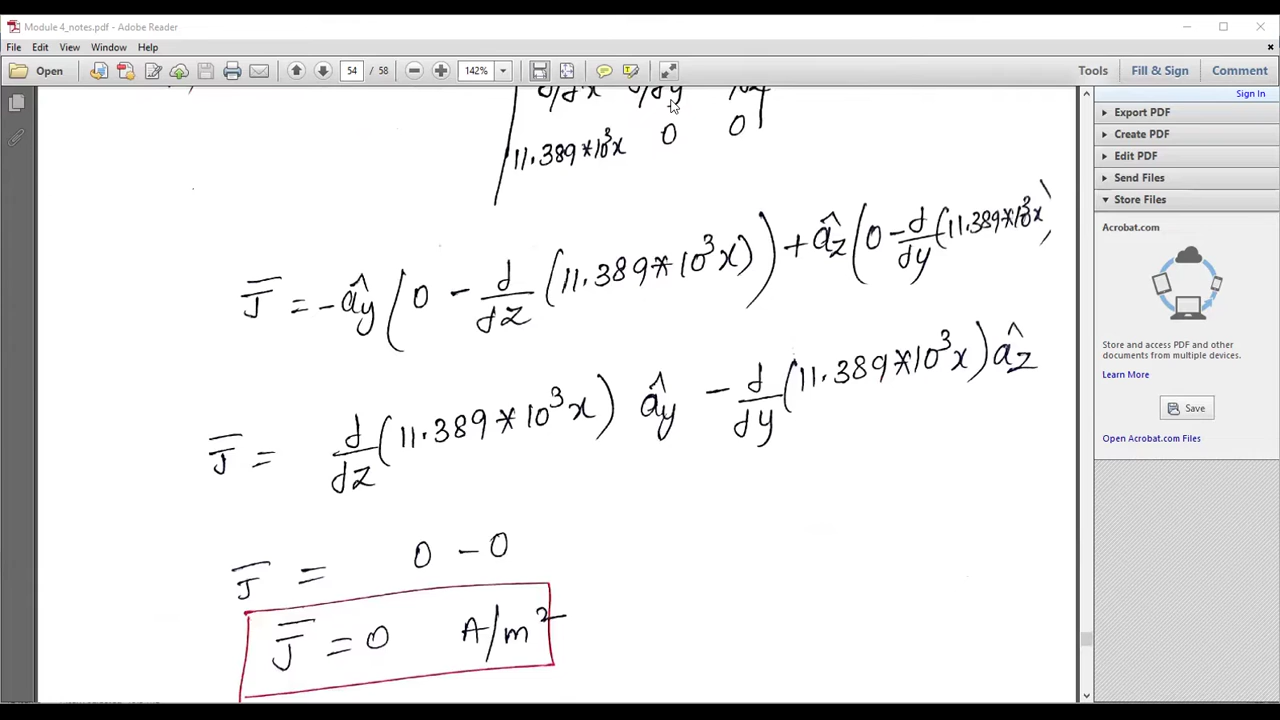 Module 4_notes.pdf - Adobe Reader
File Edit View Window Help
Open 54 / 58 142% Tools Fill & Sign Comment
Sign In
Export PDF
Create PDF
Edit PDF
Send Files
Store Files
Acrobat.com
Store and access PDF and other
documents from multiple devices.
Learn More
Save
Open Acrobat.com Files
d/dx d/dy
11.389*10³x 0 0
J̅ = -ây (0 - d/dz (11.389*10³x)) + âz (0 - d/dy (11.389*10³x)
J̅ = d/dz (11.389*10³x) ây - d/dy (11.389*10³x) âz
J̅ = 0 - 0
J̅ = 0 A/m²